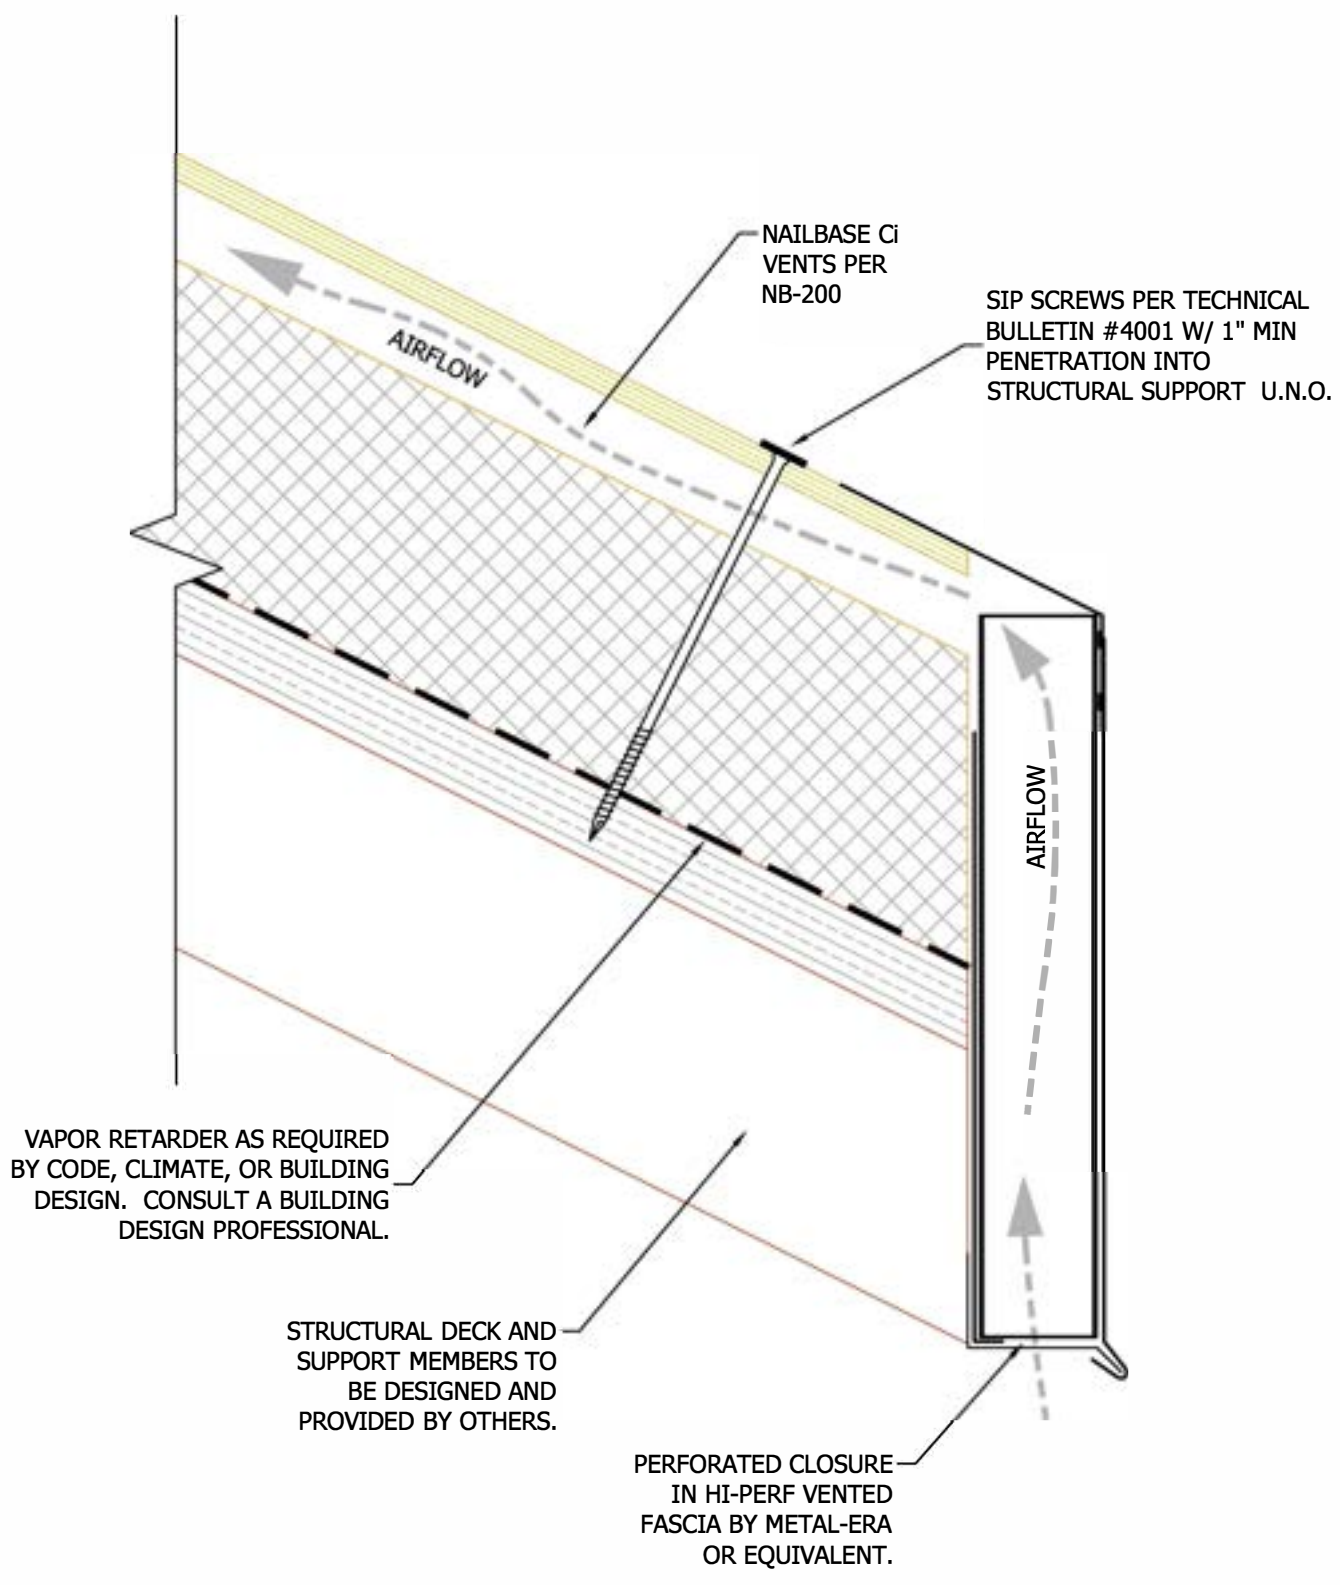 NAILBASE Ci
VENTS PER
NB-200
SIP SCREWS PER TECHNICAL
BULLETIN #4001 W/ 1" MIN
PENETRATION INTO
STRUCTURAL SUPPORT U.N.O.
AIRFLOW
AIRFLOW
VAPOR RETARDER AS REQUIRED
BY CODE, CLIMATE, OR BUILDING
DESIGN. CONSULT A BUILDING
DESIGN PROFESSIONAL.
STRUCTURAL DECK AND
SUPPORT MEMBERS TO
BE DESIGNED AND
PROVIDED BY OTHERS.
PERFORATED CLOSURE
IN HI-PERF VENTED
FASCIA BY METAL-ERA
OR EQUIVALENT.